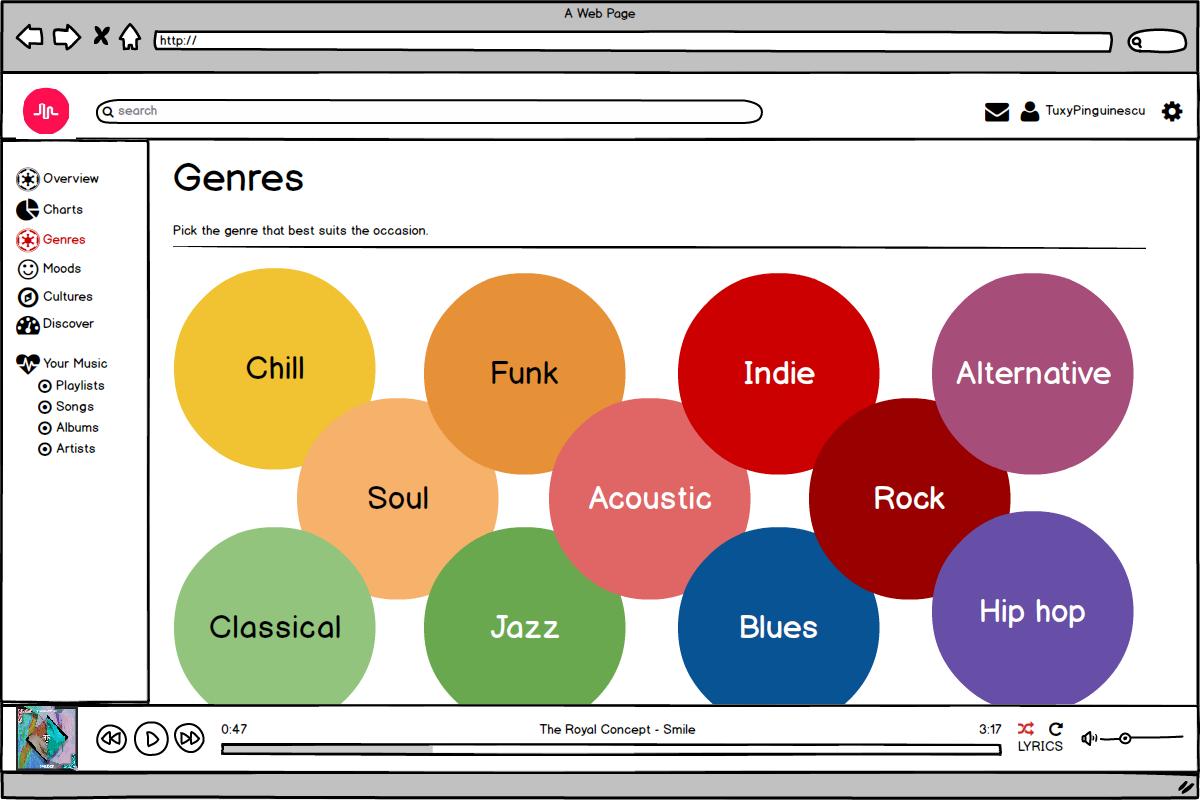 A Web Page
http://
search
TuxyPinguinescu
Overview
Charts
Genres
Moods
Cultures
Discover
Your Music
Playlists
Songs
Albums
Artists
Genres
Pick the genre that best suits the occasion.
Chill
Funk
Indie
Alternative
Soul
Acoustic
Rock
Classical
Jazz
Blues
Hip hop
0:47
The Royal Concept - Smile
3:17
LYRICS